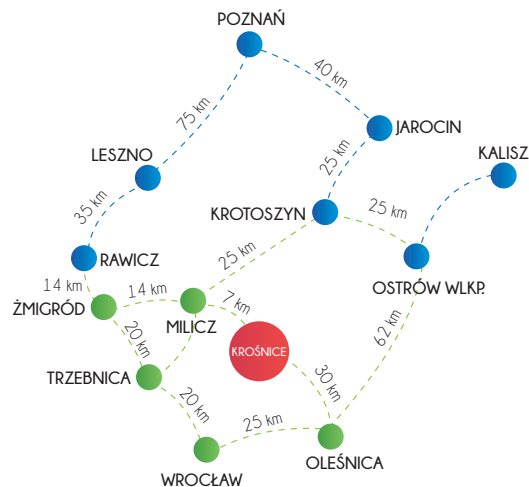 POZNAŃ
40 km
75 km
JAROCIN
LESZNO
25 km
KALISZ
35 km
KROTOSZYN
25 km
25 km
RAWICZ
14 km
14 km
OSTRÓW WLKP.
ŻMIGRÓD
7 km
MILICZ
62 km
20 km
KROŚNICE
TRZEBNICA
30 km
20 km
25 km
OLEŚNICA
WROCŁAW